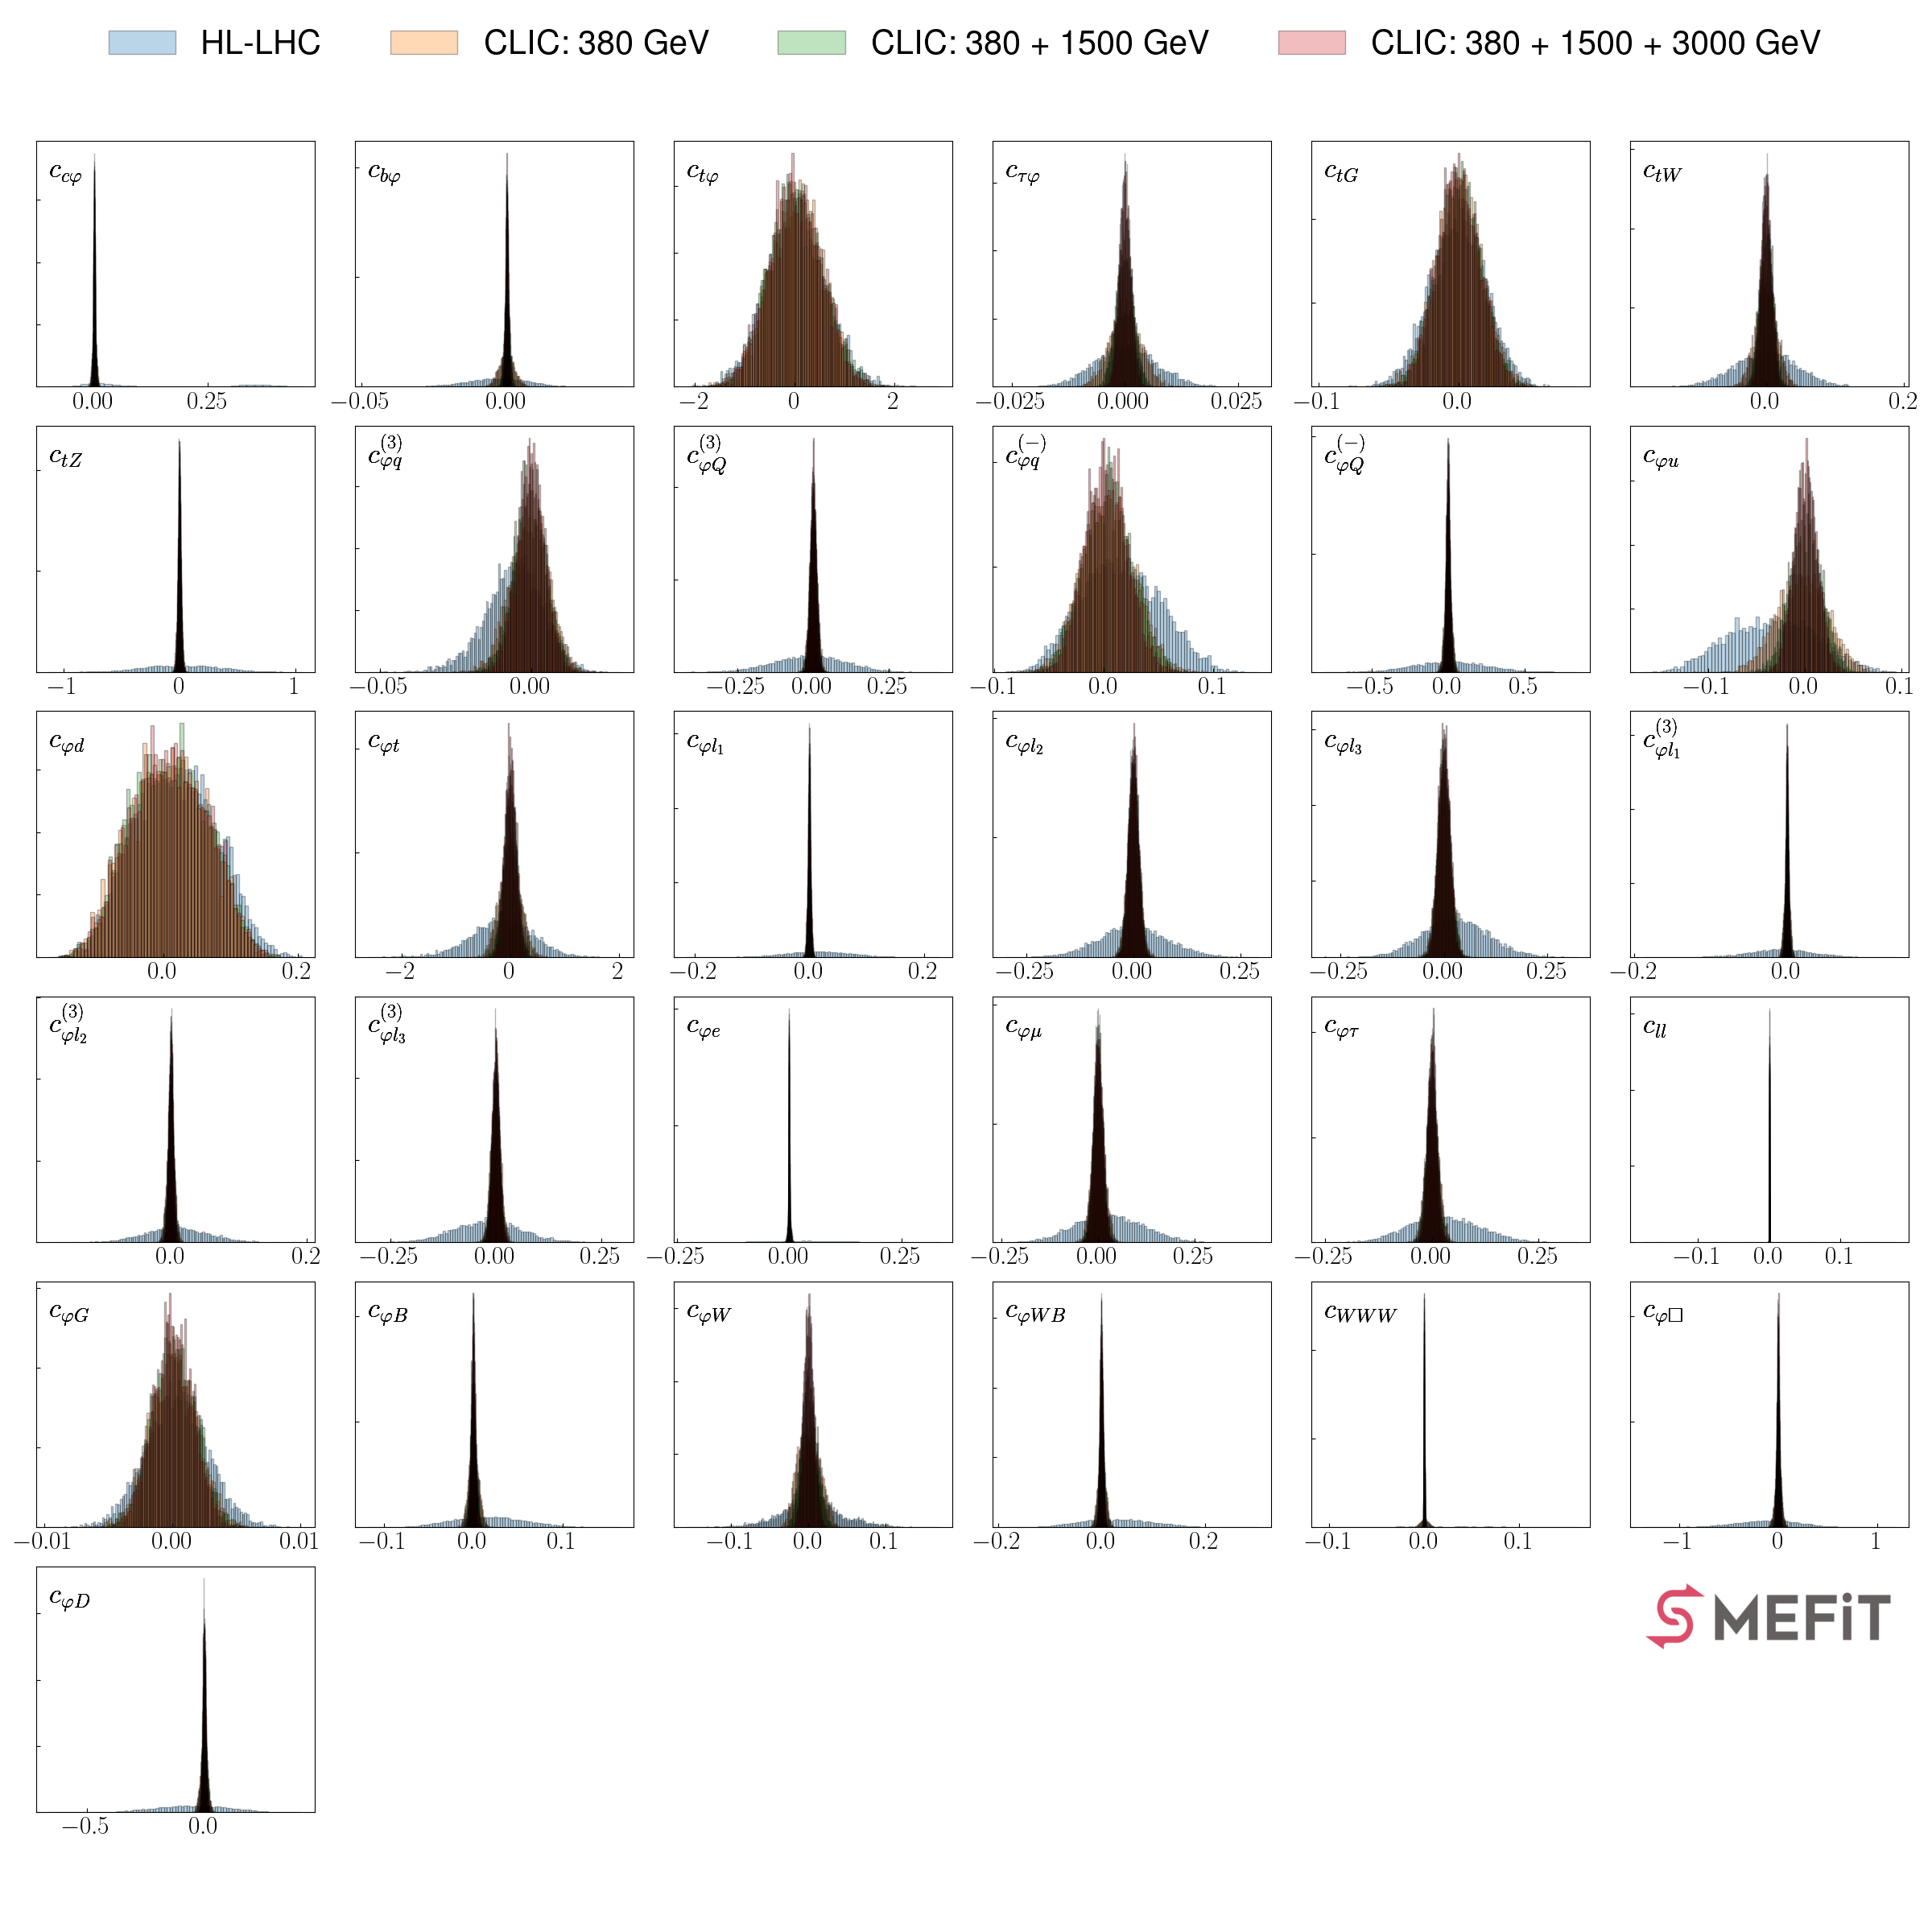 HL-LHC CLIC: 380 GeV CLIC: 380 + 1500 GeV CLIC: 380 + 1500 + 3000 GeV
c_{cφ} c_{bφ} c_{tφ} c_{τφ} c_{tG} c_{tW}
0.00 0.25 −0.05 0.00 −2 0 2 −0.025 0.000 0.025 −0.1 0.0 0.0 0.2
c_{tZ} c_{φq}^{(3)} c_{φQ}^{(3)} c_{φq}^{(−)} c_{φQ}^{(−)} c_{φu}
−1 0 1 −0.05 0.00 −0.25 0.00 0.25 −0.1 0.0 0.1 −0.5 0.0 0.5 −0.1 0.0 0.1
c_{φd} c_{φt} c_{φl_1} c_{φl_2} c_{φl_3} c_{φl_1}^{(3)}
0.0 0.2 −2 0 2 −0.2 0.0 0.2 −0.25 0.00 0.25 −0.25 0.00 0.25 −0.2 0.0
c_{φl_2}^{(3)} c_{φl_3}^{(3)} c_{φe} c_{φμ} c_{φτ} c_{ll}
0.0 0.2 −0.25 0.00 0.25 −0.25 0.00 0.25 −0.25 0.00 0.25 −0.25 0.00 0.25 −0.1 0.0 0.1
c_{φG} c_{φB} c_{φW} c_{φWB} c_{WWW} c_{φ□}
−0.01 0.00 0.01 −0.1 0.0 0.1 −0.1 0.0 0.1 −0.2 0.0 0.2 −0.1 0.0 0.1 −1 0 1
c_{φD} SMEFiT
−0.5 0.0